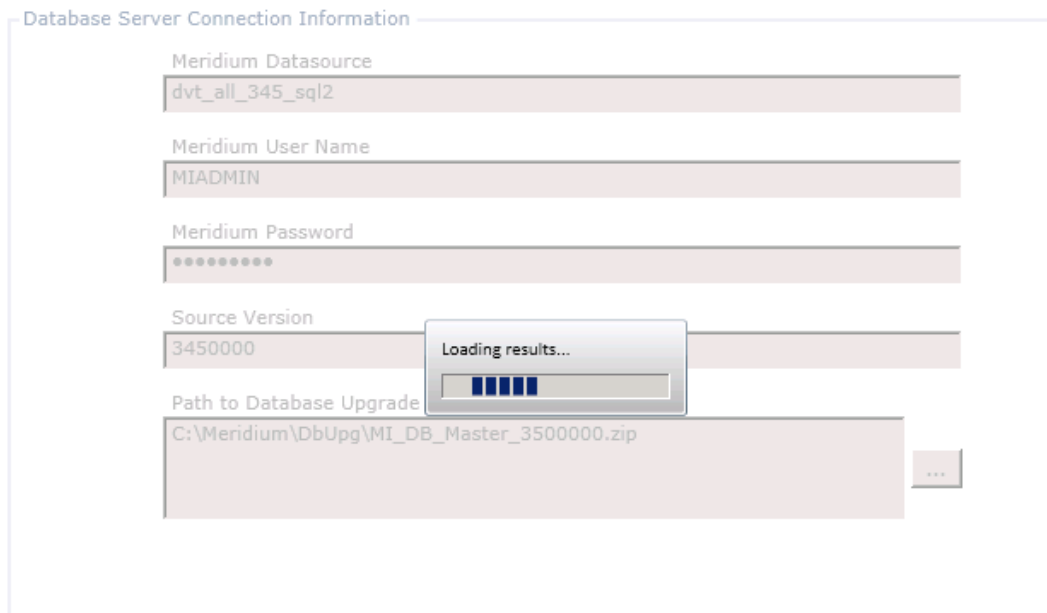 Database Server Connection Information
Meridium Datasource
dvt_all_345_sql2
Meridium User Name
MIADMIN
Meridium Password
●●●●●●●●●
Source Version
3450000
Loading results...
Path to Database Upgrade
C:\Meridium\DbUpg\MI_DB_Master_3500000.zip
...